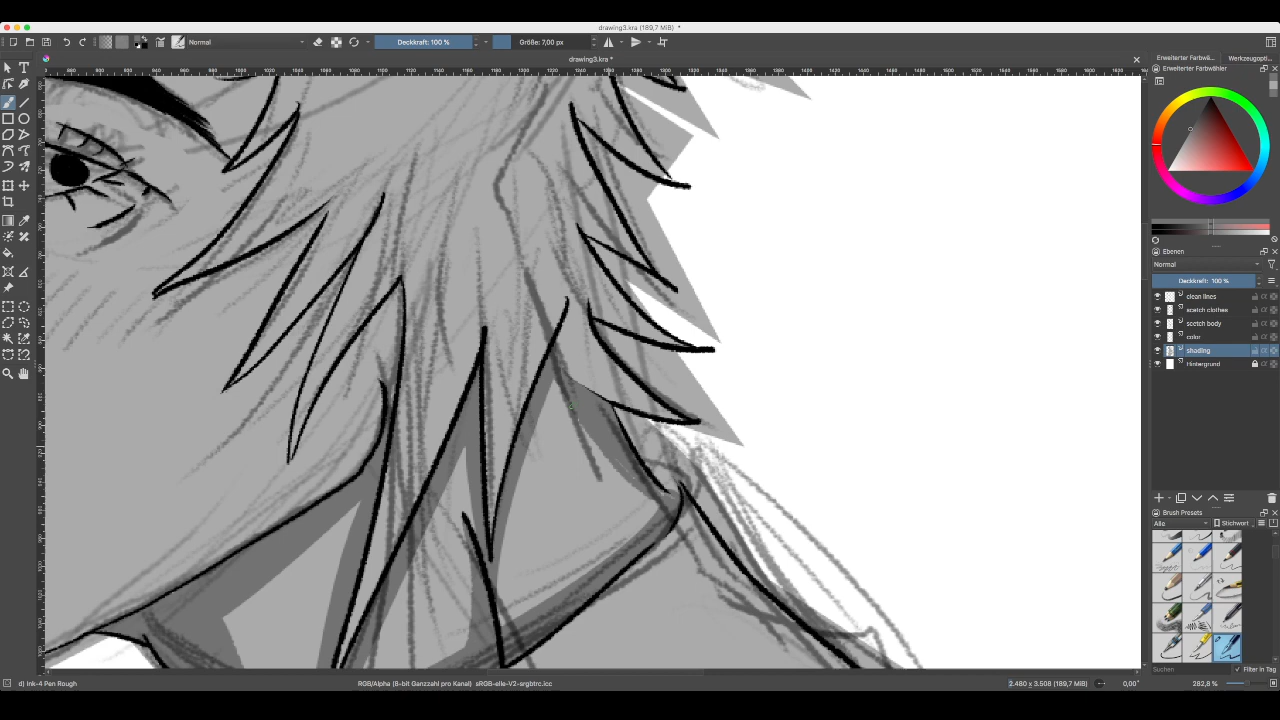 drawing3.kra (189,7 MiB) *
Normal
Deckkraft: 100 %
Größe: 7,00 px
drawing3.kra *
Erweiterter Farbwä...
Werkzeugopti...
Erweiterter Farbwähler
Ebenen
Normal
Deckkraft: 100 %
clean lines
scetch clothes
scetch body
color
shading
Hintergrund
Brush Presets
Alle
Stichwort
Suchen
Filter in Tag
d) Ink-4 Pen Rough
RGB/Alpha (8-bit Ganzzahl pro Kanal) sRGB-elle-V2-srgbtrc.icc
2.480 x 3.508 (189,7 MiB)
0,00°
282,8 %